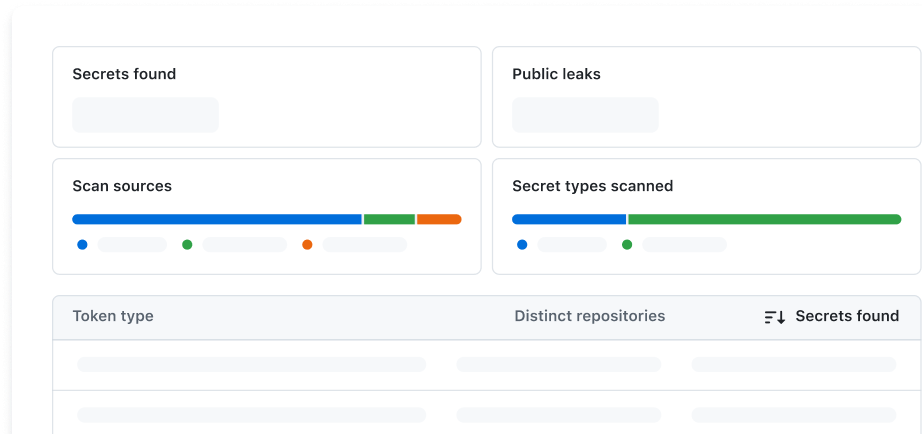 Secrets found
Public leaks
Scan sources
Secret types scanned
Token type
Distinct repositories
Secrets found